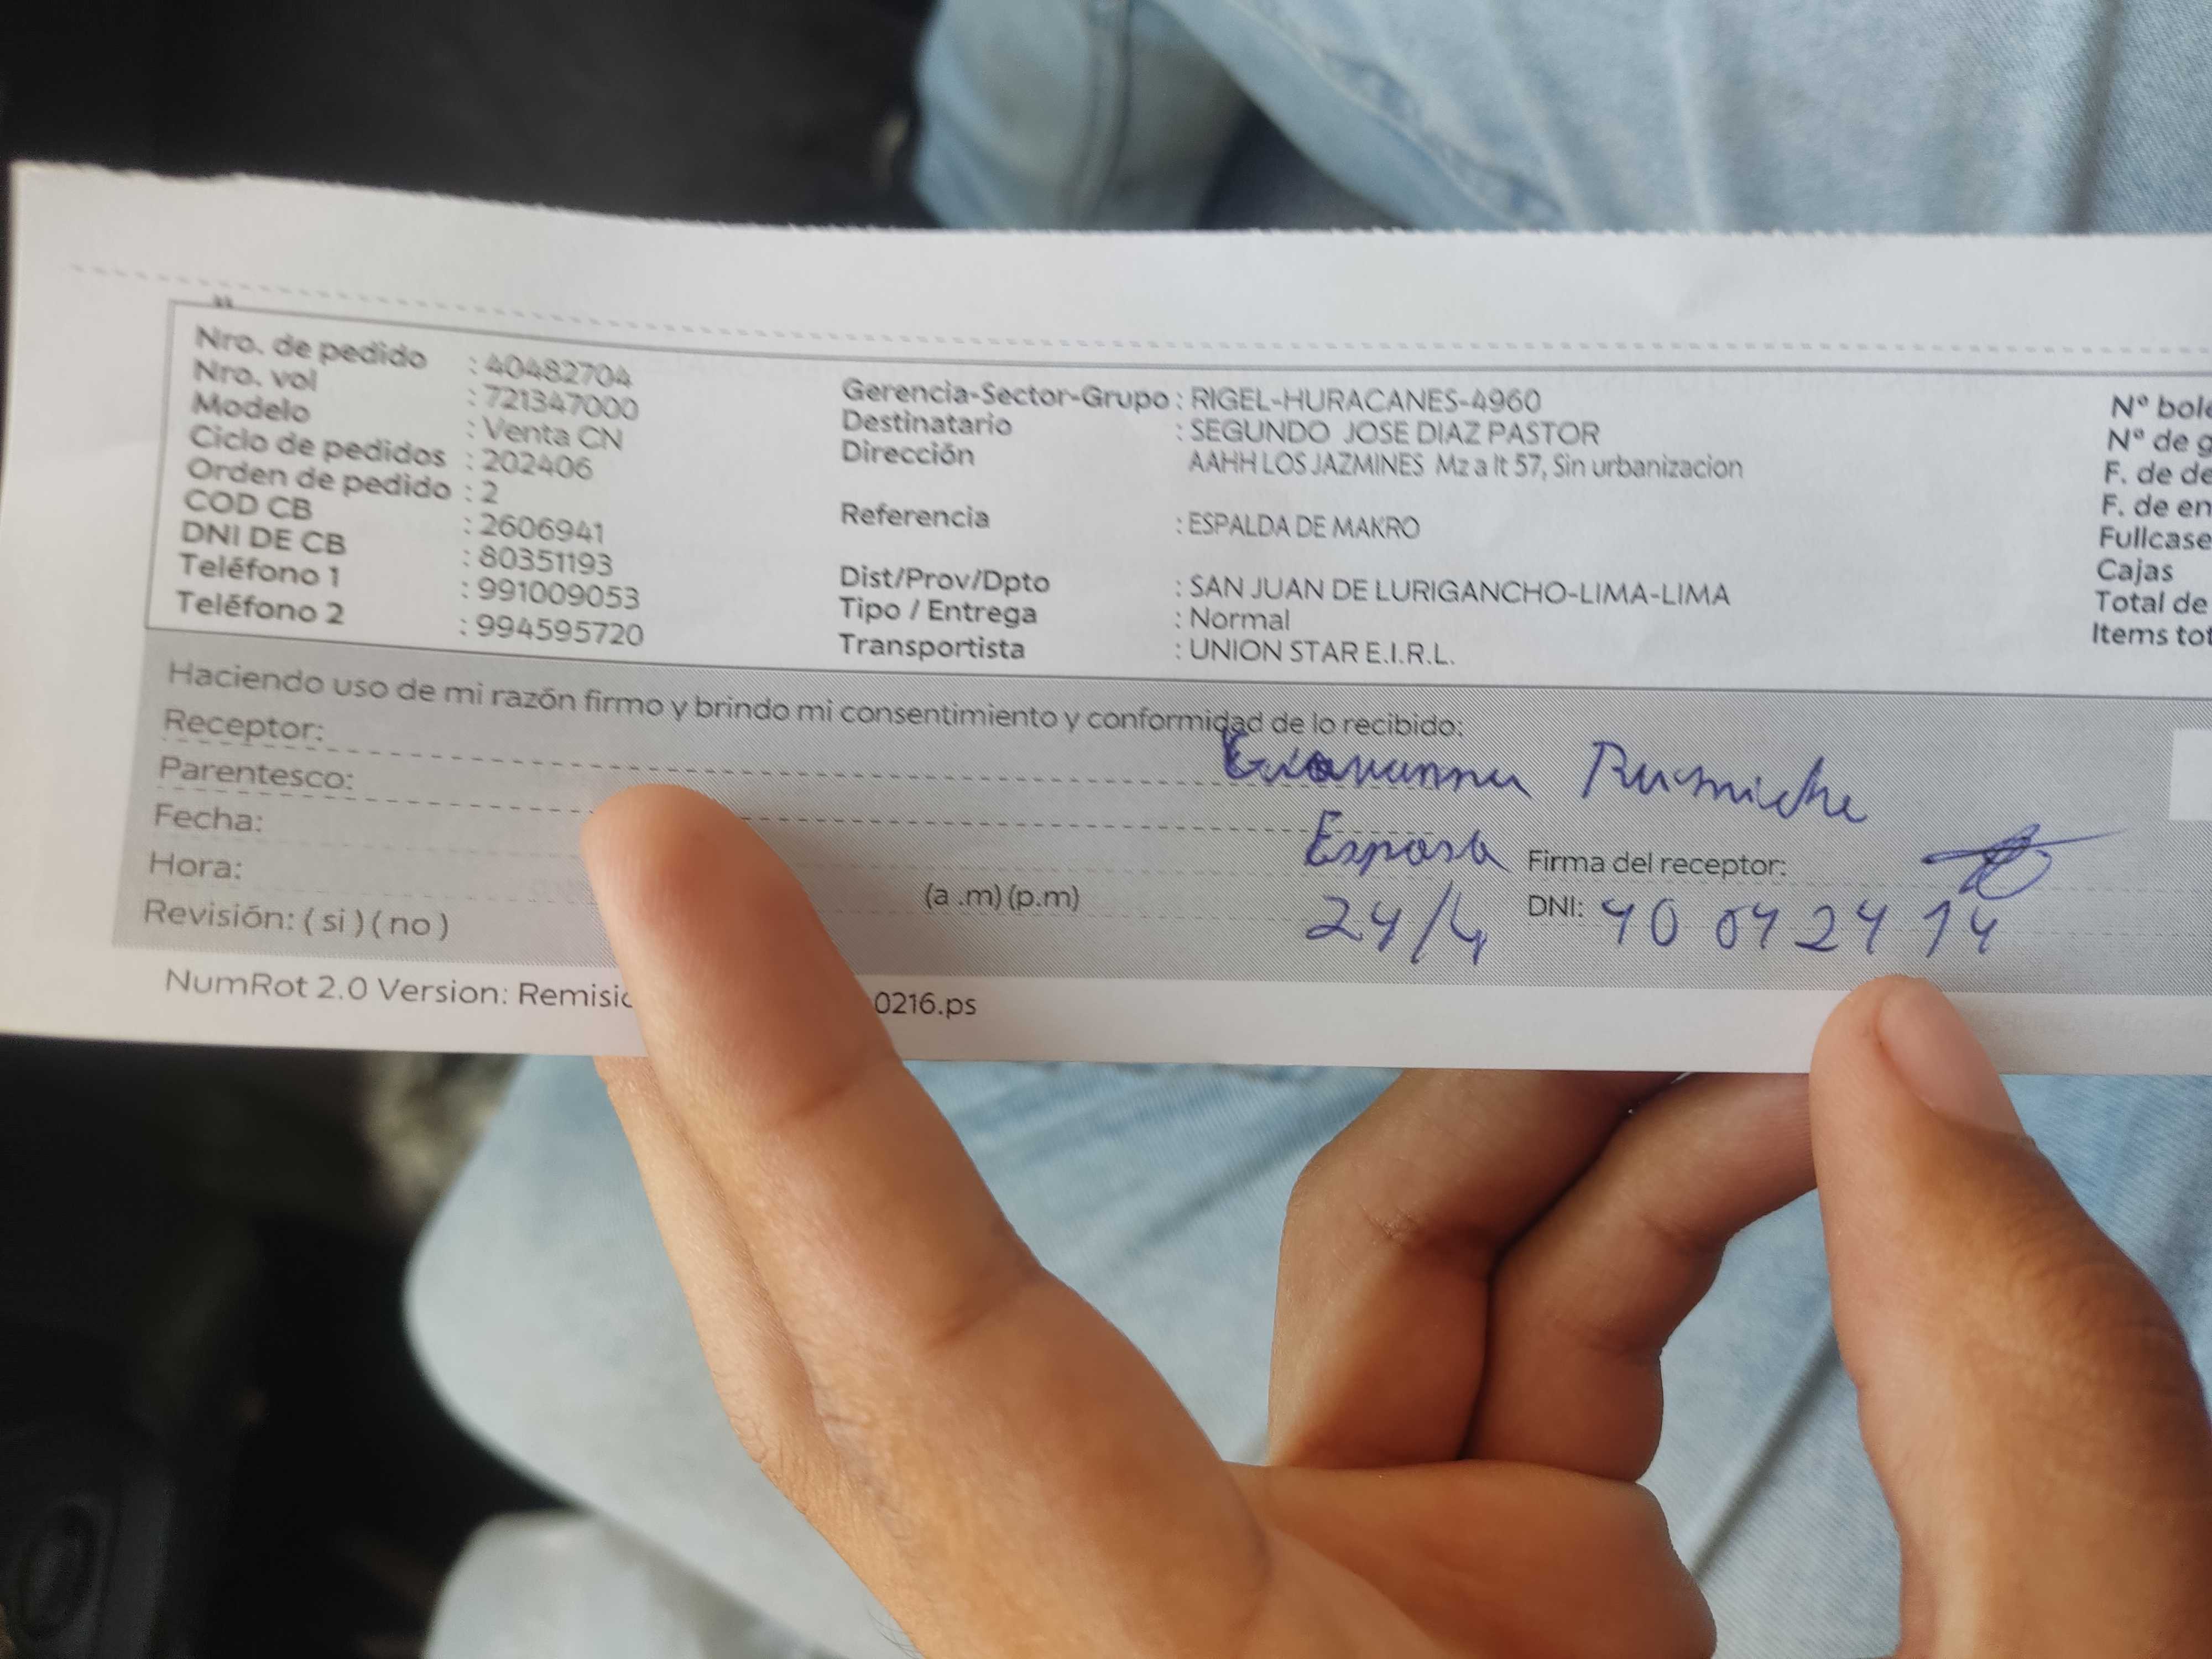 Nro. de pedido : 40482704
Nro. vol : 721347000
Modelo : Venta CN
Ciclo de pedidos : 202406
Orden de pedido : 2
COD CB : 2606941
DNI DE CB : 80351193
Teléfono 1 : 991009053
Teléfono 2 : 994595720
Gerencia-Sector-Grupo : RIGEL-HURACANES-4960
Destinatario : SEGUNDO JOSE DIAZ PASTOR
Dirección AAHH LOS JAZMINES Mz a lt 57, Sin urbanizacion
Referencia : ESPALDA DE MAKRO
Dist/Prov/Dpto : SAN JUAN DE LURIGANCHO-LIMA-LIMA
Tipo / Entrega : Normal
Transportista : UNION STAR E.I.R.L.
Nº bole
Nº de g
F. de de
F. de en
Fullcase
Cajas
Total de
Items tot
Haciendo uso de mi razón firmo y brindo mi consentimiento y conformidad de lo recibido:
Receptor: Giovanna
Parentesco: Esposa Firma del receptor:
Fecha: 24/4 DNI:
Hora: (a .m) (p.m)
Revisión: ( si ) ( no )
NumRot 2.0 Version: Remisio 0216.ps